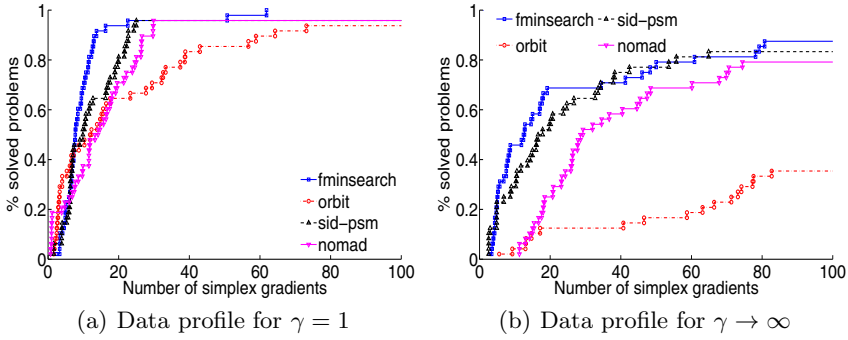 % solved problems
1
0.8
0.6
0.4
0.2
0
0 20 40 60 80 100
Number of simplex gradients
fminsearch
orbit
sid-psm
nomad
(a) Data profile for γ = 1
% solved problems
1
0.8
0.6
0.4
0.2
0
0 20 40 60 80 100
Number of simplex gradients
fminsearch
orbit
sid-psm
nomad
(b) Data profile for γ → ∞